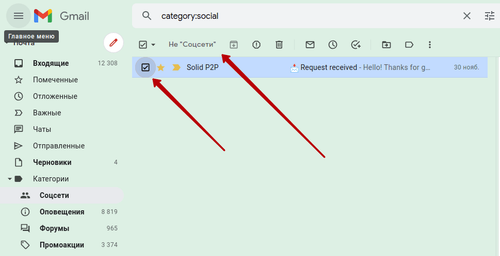 Gmail
category:social
Главное меню
Почта
Не "Соцсети"
Входящие 12 308
Solid P2P Request received - Hello! Thanks for g... 30 нояб.
Помеченные
Отложенные
Важные
Чаты
Отправленные
Черновики 4
Категории
Соцсети
Оповещения 8 819
Форумы 965
Промоакции 3 374